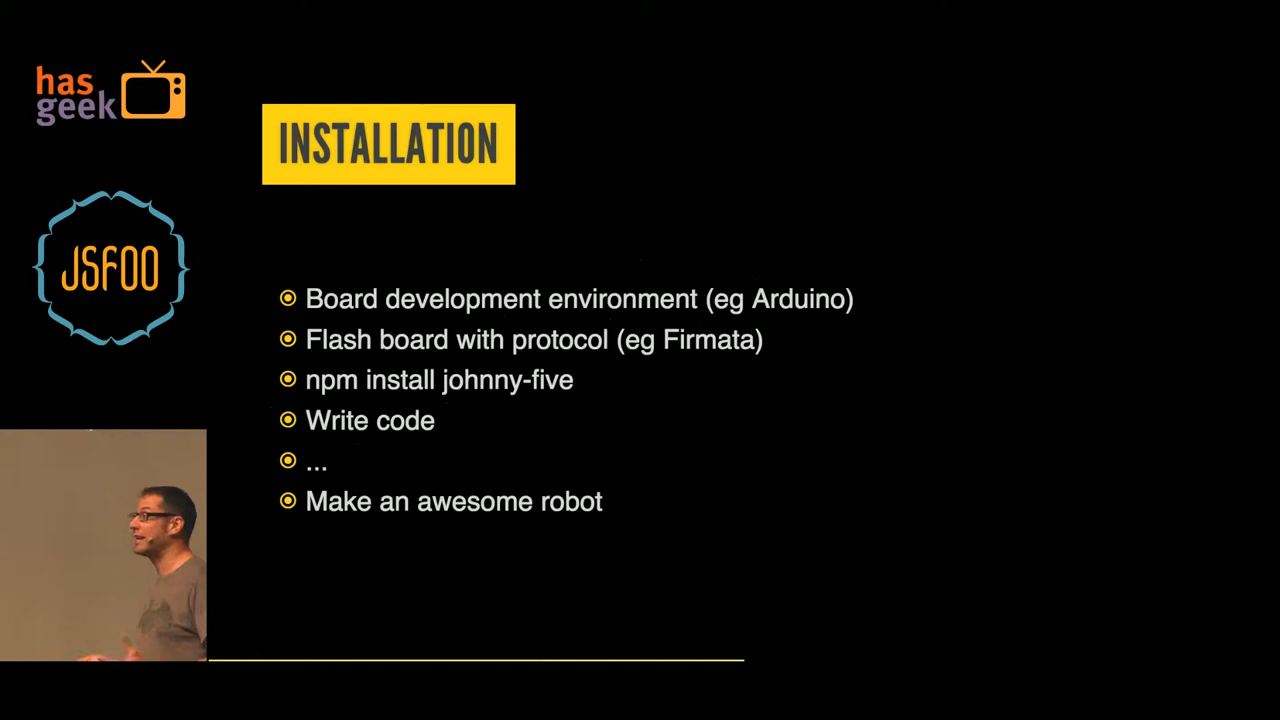 has
geek
JSFOO
INSTALLATION
Board development environment (eg Arduino)
Flash board with protocol (eg Firmata)
npm install johnny-five
Write code
...
Make an awesome robot